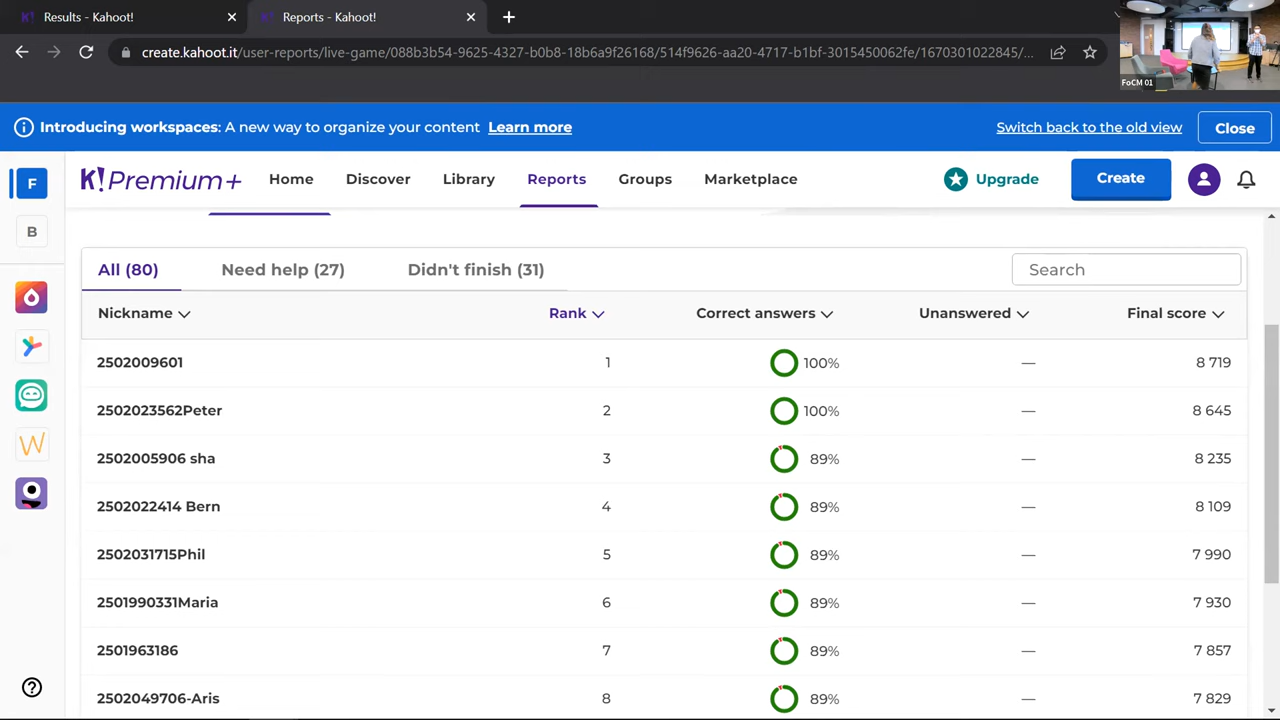 Results - Kahoot!
Reports - Kahoot!
create.kahoot.it/user-reports/live-game/088b2b54-9625-4327-b0b8-18b6a9f26168/514f9626-aa20-4717-b1bf-3015450062fe/1670301022845/...
FoCM 01
Introducing workspaces: A new way to organize your content Learn more
Switch back to the old view
Close
F
K! Premium+
Home
Discover
Library
Reports
Groups
Marketplace
Upgrade
Create
B
All (80)
Need help (27)
Didn't finish (31)
Search
Nickname Rank Correct answers Unanswered Final score
2502009601 1 100% — 8 719
2502023562Peter 2 100% — 8 645
2502005906 sha 3 89% — 8 235
2502022414 Bern 4 89% — 8 109
2502031715Phil 5 89% — 7 990
2501990331Maria 6 89% — 7 930
2501963186 7 89% — 7 857
2502049706-Aris 8 89% — 7 829
W